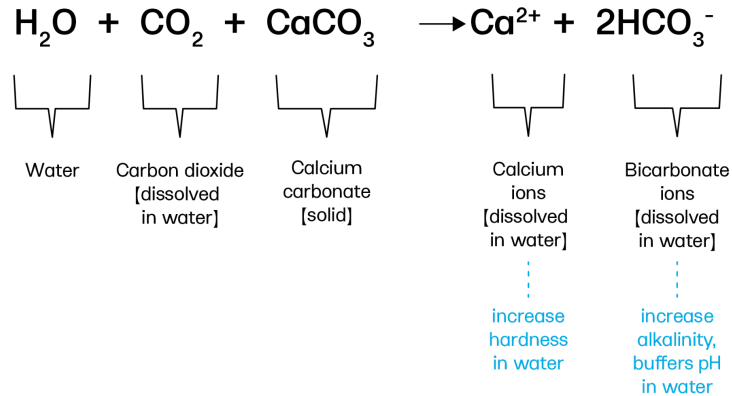 H₂O + CO₂ + CaCO₃ → Ca²⁺ + 2HCO₃⁻
Water
Carbon dioxide
[dissolved
in water]
Calcium
carbonate
[solid]
Calcium
ions
[dissolved
in water]
Bicarbonate
ions
[dissolved
in water]
increase
hardness
in water
increase
alkalinity,
buffers pH
in water